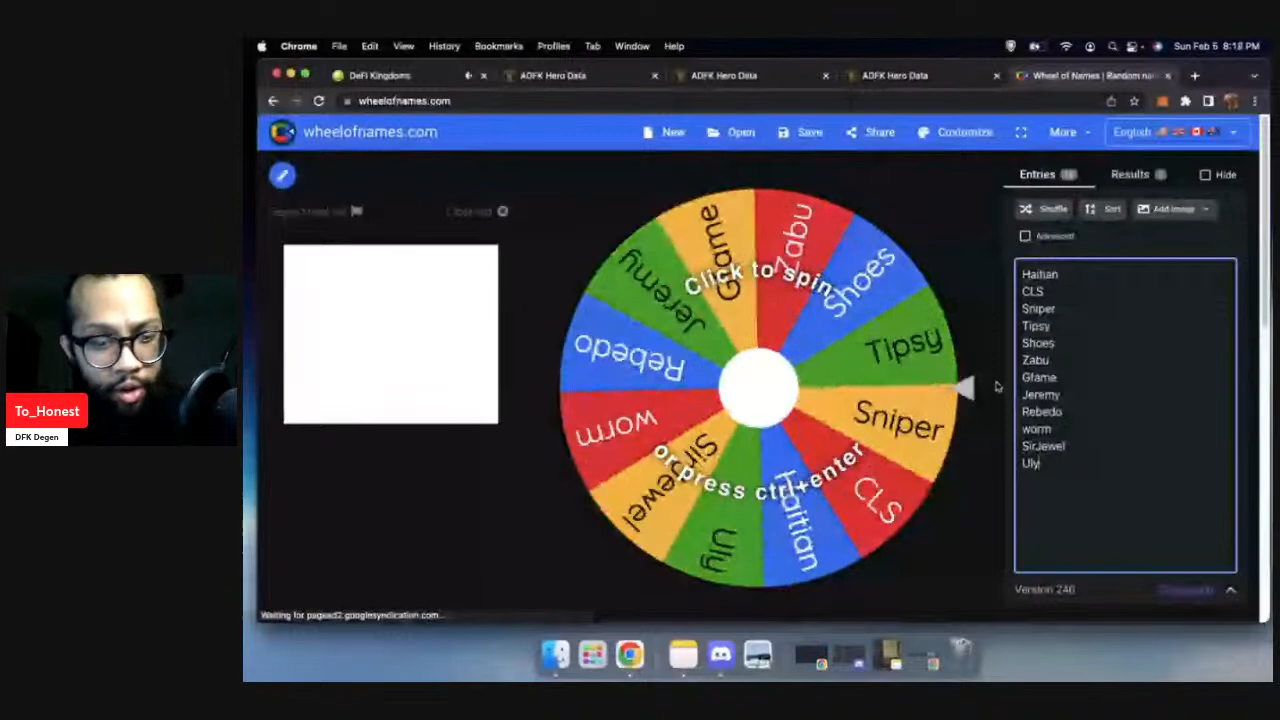 Chrome File Edit View History Bookmarks Profiles Tab Window Help
Sun Feb 5 8:18 PM
DeFi Kingdoms
ADFK Hero Data
ADFK Hero Data
ADFK Hero Data
Wheel of Names | Random na
wheelofnames.com
wheelofnames.com
New
Open
Save
Share
Customize
More
English
Entries
Results
Hide
Shuffle
Sort
Add image
Advanced
Haitian
CLS
Sniper
Tipsy
Shoes
Zabu
Gfame
Jeremy
Rebedo
worm
SirJewel
Uly
Click to spin
or press ctrl+enter
Zabu
Shoes
Tipsy
Sniper
CLS
Haitian
Uly
SirJewel
worm
Rebedo
Jeremy
Gfame
To_Honest
DFK Degen
Version 246
Waiting for pagead2.googlesyndication.com...